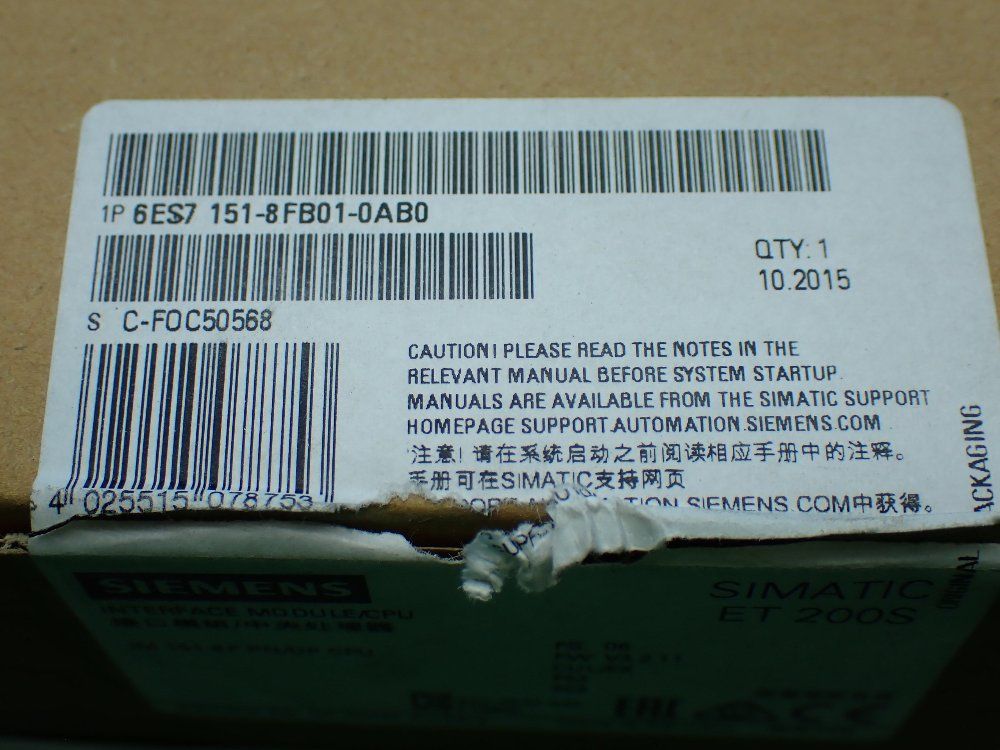 1P 6ES7 151-8FB01-0AB0
QTY: 1
10.2015
S C-FOC50568
CAUTION! PLEASE READ THE NOTES IN THE
RELEVANT MANUAL BEFORE SYSTEM STARTUP.
MANUALS ARE AVAILABLE FROM THE SIMATIC SUPPORT
HOMEPAGE SUPPORT.AUTOMATION.SIEMENS.COM
注意! 请在系统启动之前阅读相应手册中的注释。
手册可在SIMATIC支持网页
TION.SIEMENS.COM中获得。
4 025515 078753
ORIGINAL
ACKAGING
SIEMENS
SIMATIC
ET 200S
INTERFACE MODULE/CPU